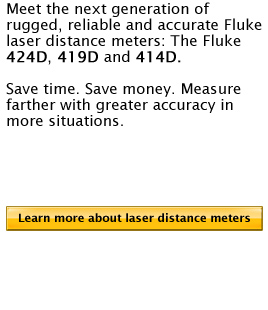 Meet the next generation of
rugged, reliable and accurate Fluke
laser distance meters: The Fluke
424D, 419D and 414D.
Save time. Save money. Measure
farther with greater accuracy in
more situations.
Learn more about laser distance meters